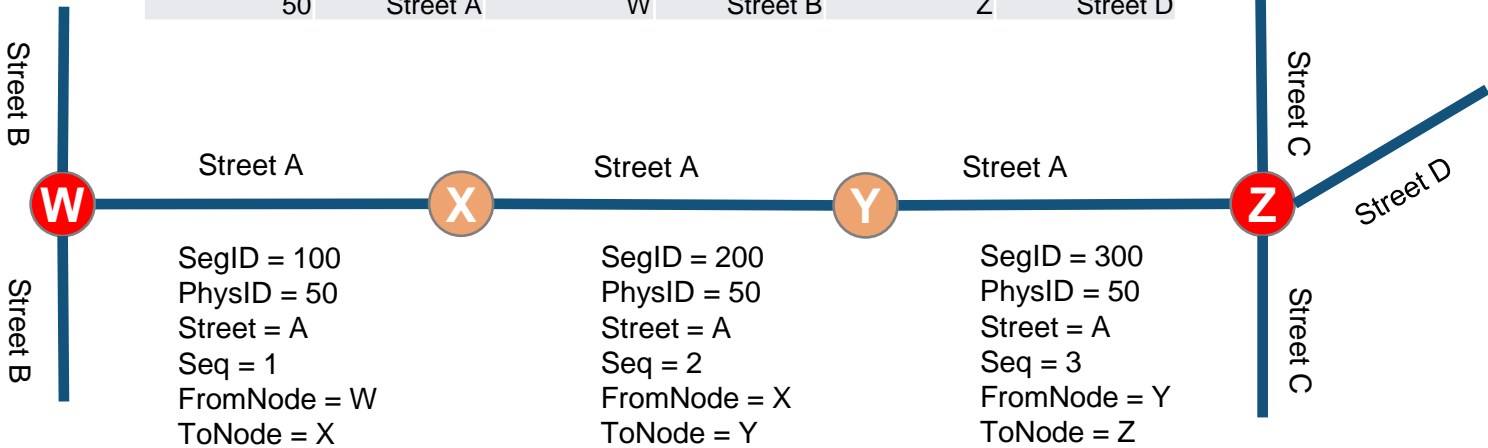 50 Street A W Street B Z Street D
Street B
Street C
Street A Street A Street A
W X Y Z
Street D
Street B
Street C
SegID = 100
PhysID = 50
Street = A
Seq = 1
FromNode = W
ToNode = X
SegID = 200
PhysID = 50
Street = A
Seq = 2
FromNode = X
ToNode = Y
SegID = 300
PhysID = 50
Street = A
Seq = 3
FromNode = Y
ToNode = Z